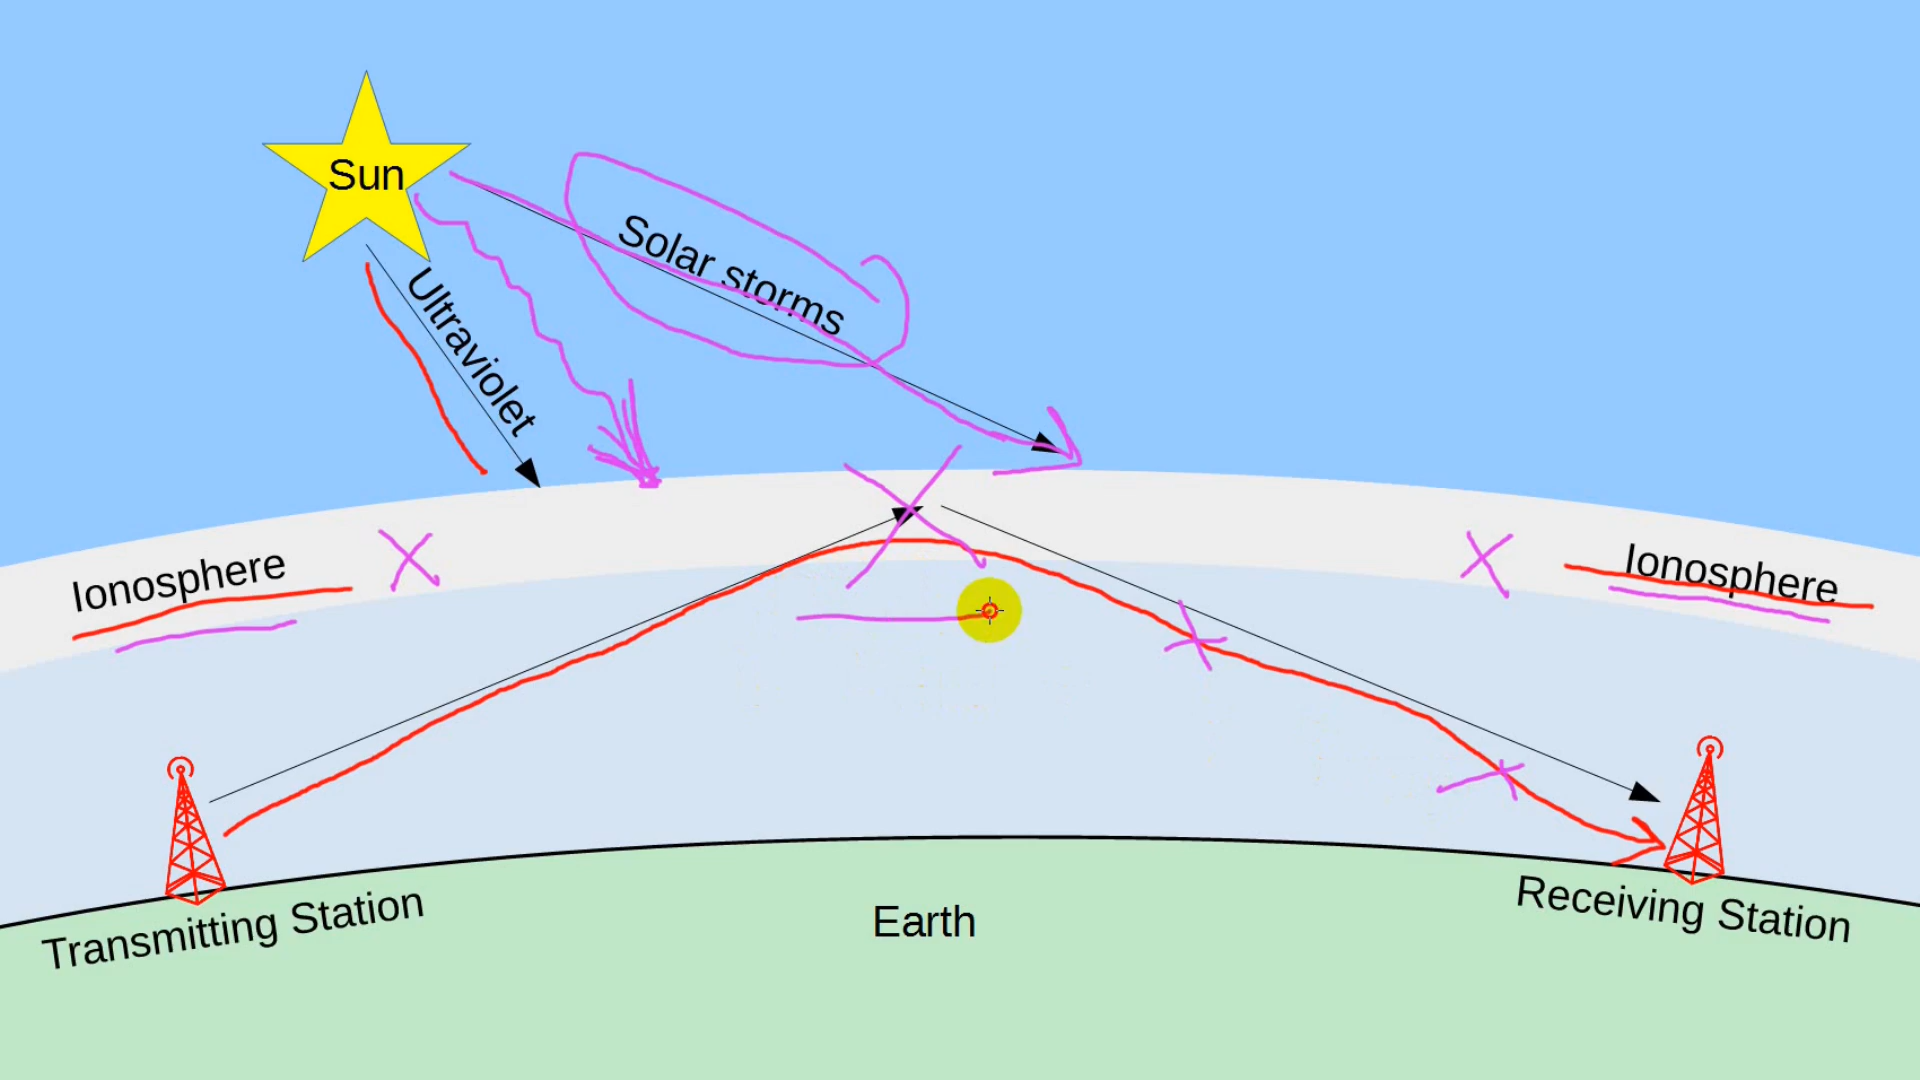 Sun
Solar storms
Ultraviolet
Ionosphere
Ionosphere
Transmitting Station
Earth
Receiving Station